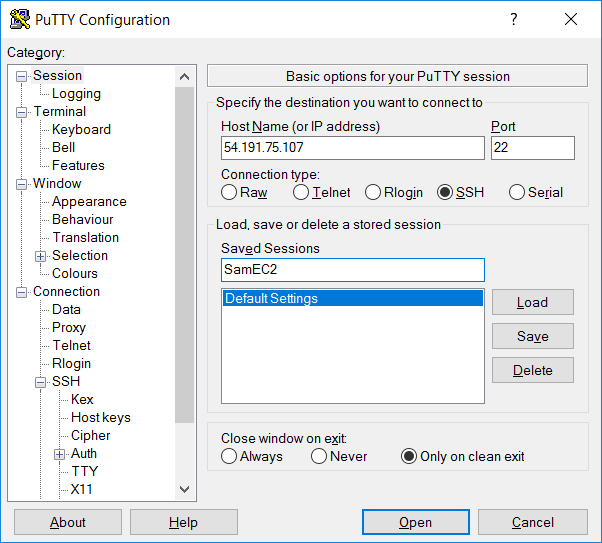 PuTTY Configuration
?
Category:
Session
Logging
Terminal
Keyboard
Bell
Features
Window
Appearance
Behaviour
Translation
Selection
Colours
Connection
Data
Proxy
Telnet
Rlogin
SSH
Kex
Host keys
Cipher
Auth
TTY
X11
Basic options for your PuTTY session
Specify the destination you want to connect to
Host Name (or IP address) Port
54.191.75.107 22
Connection type:
Raw Telnet Rlogin SSH Serial
Load, save or delete a stored session
Saved Sessions
SamEC2
Default Settings
Load
Save
Delete
Close window on exit:
Always Never Only on clean exit
About Help Open Cancel